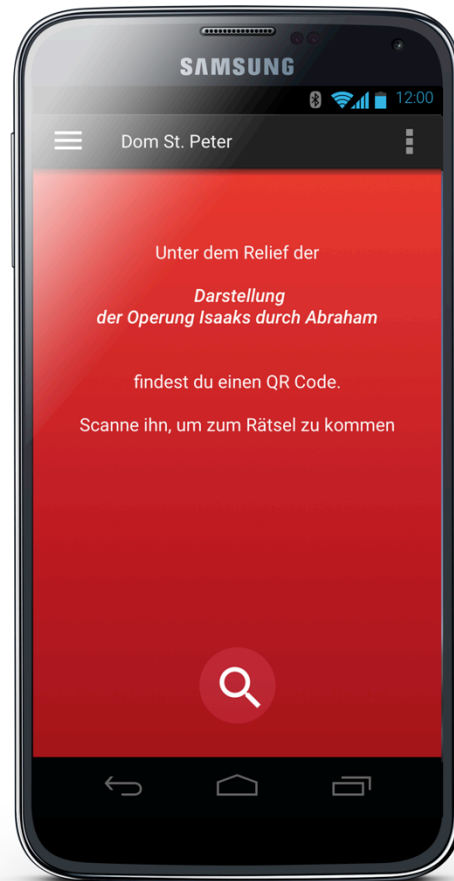 SAMSUNG
12:00
Dom St. Peter
Unter dem Relief der
Darstellung
der Operung Isaaks durch Abraham
findest du einen QR Code.
Scanne ihn, um zum Rätsel zu kommen